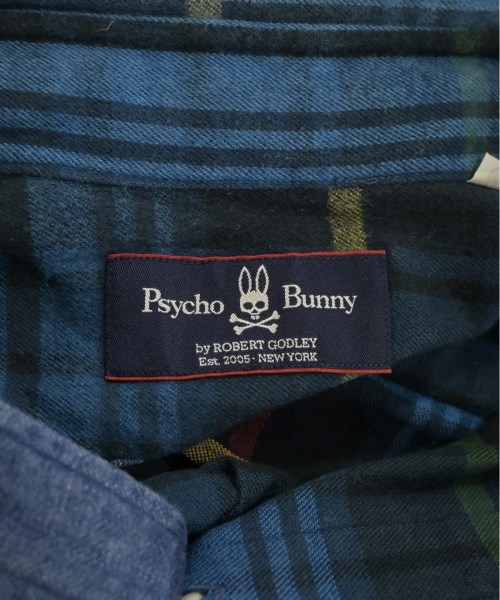 Psycho Bunny
by ROBERT GODLEY
Est. 2005 - NEW YORK